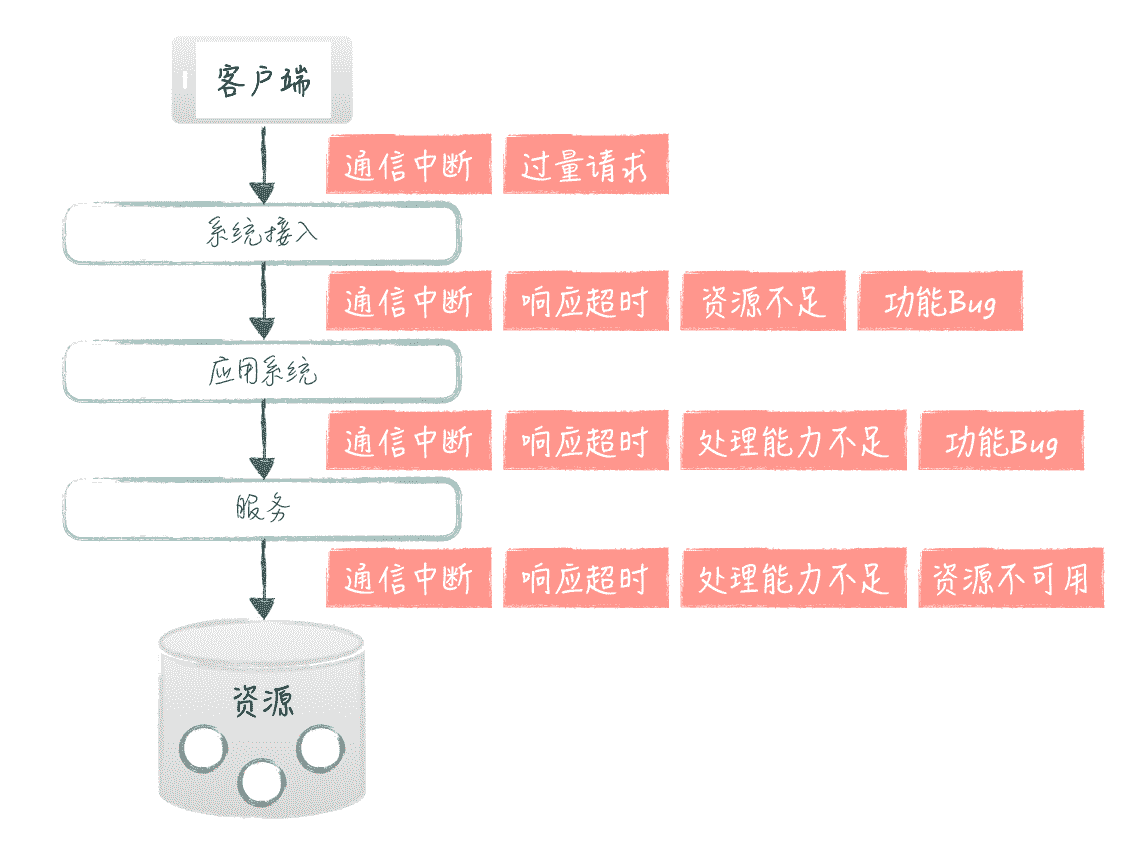 客户端
通信中断 过量请求
系统接入
通信中断 响应超时 资源不足 功能Bug
应用系统
通信中断 响应超时 处理能力不足 功能Bug
服务
通信中断 响应超时 处理能力不足 资源不可用
资源